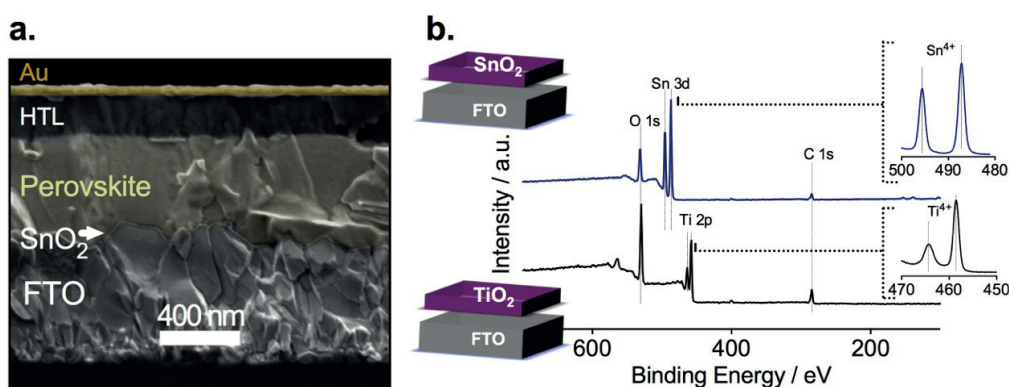 a.
Au
HTL
Perovskite
SnO₂
FTO
400 nm
b.
SnO₂
FTO
TiO₂
FTO
Intensity / a.u.
O 1s
Sn 3d
Ti 2p
C 1s
Sn⁴⁺
500 490 480
Ti⁴⁺
470 460 450
600 400 200
Binding Energy / eV